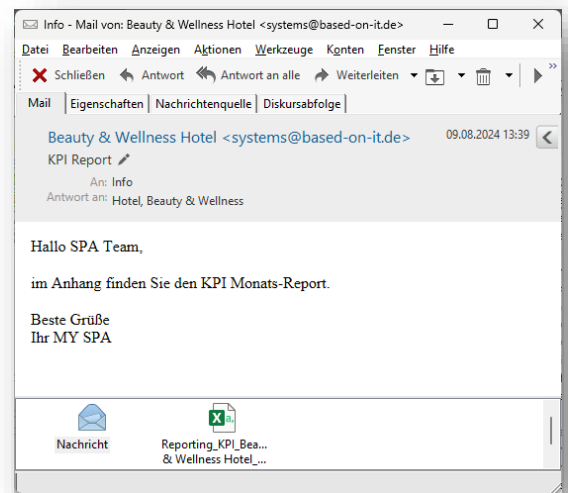 Info - Mail von: Beauty & Wellness Hotel <systems@based-on-it.de>
Datei Bearbeiten Anzeigen Aktionen Werkzeuge Konten Fenster Hilfe
Schließen Antwort Antwort an alle Weiterleiten
Mail Eigenschaften Nachrichtenquelle Diskursabfolge
Beauty & Wellness Hotel <systems@based-on-it.de> 09.08.2024 13:39
KPI Report
An: Info
Antwort an: Hotel, Beauty & Wellness
Hallo SPA Team,
im Anhang finden Sie den KPI Monats-Report.
Beste Grüße
Ihr MY SPA
Nachricht Reporting_KPI_Bea...
& Wellness Hotel_...